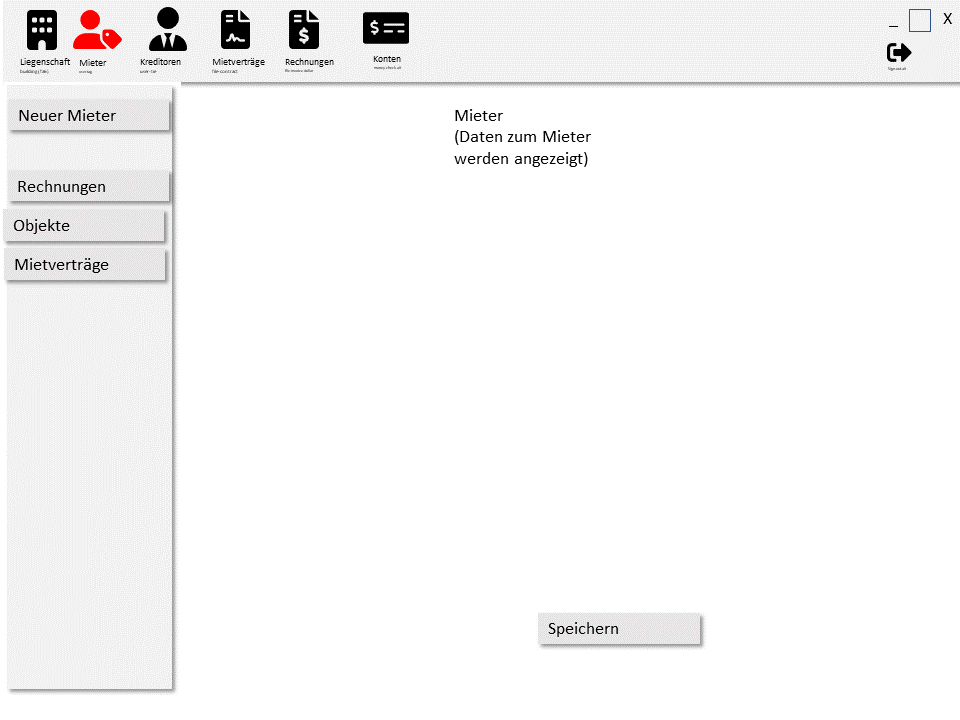 _ X
Liegenschaft Mieter Kreditoren Mietverträge Rechnungen Konten
building (fas) user-tag user-tie file-contract file-invoice-dollar money-check-alt
Sign-out-alt
Neuer Mieter
Rechnungen
Objekte
Mietverträge
Mieter
(Daten zum Mieter
werden angezeigt)
Speichern